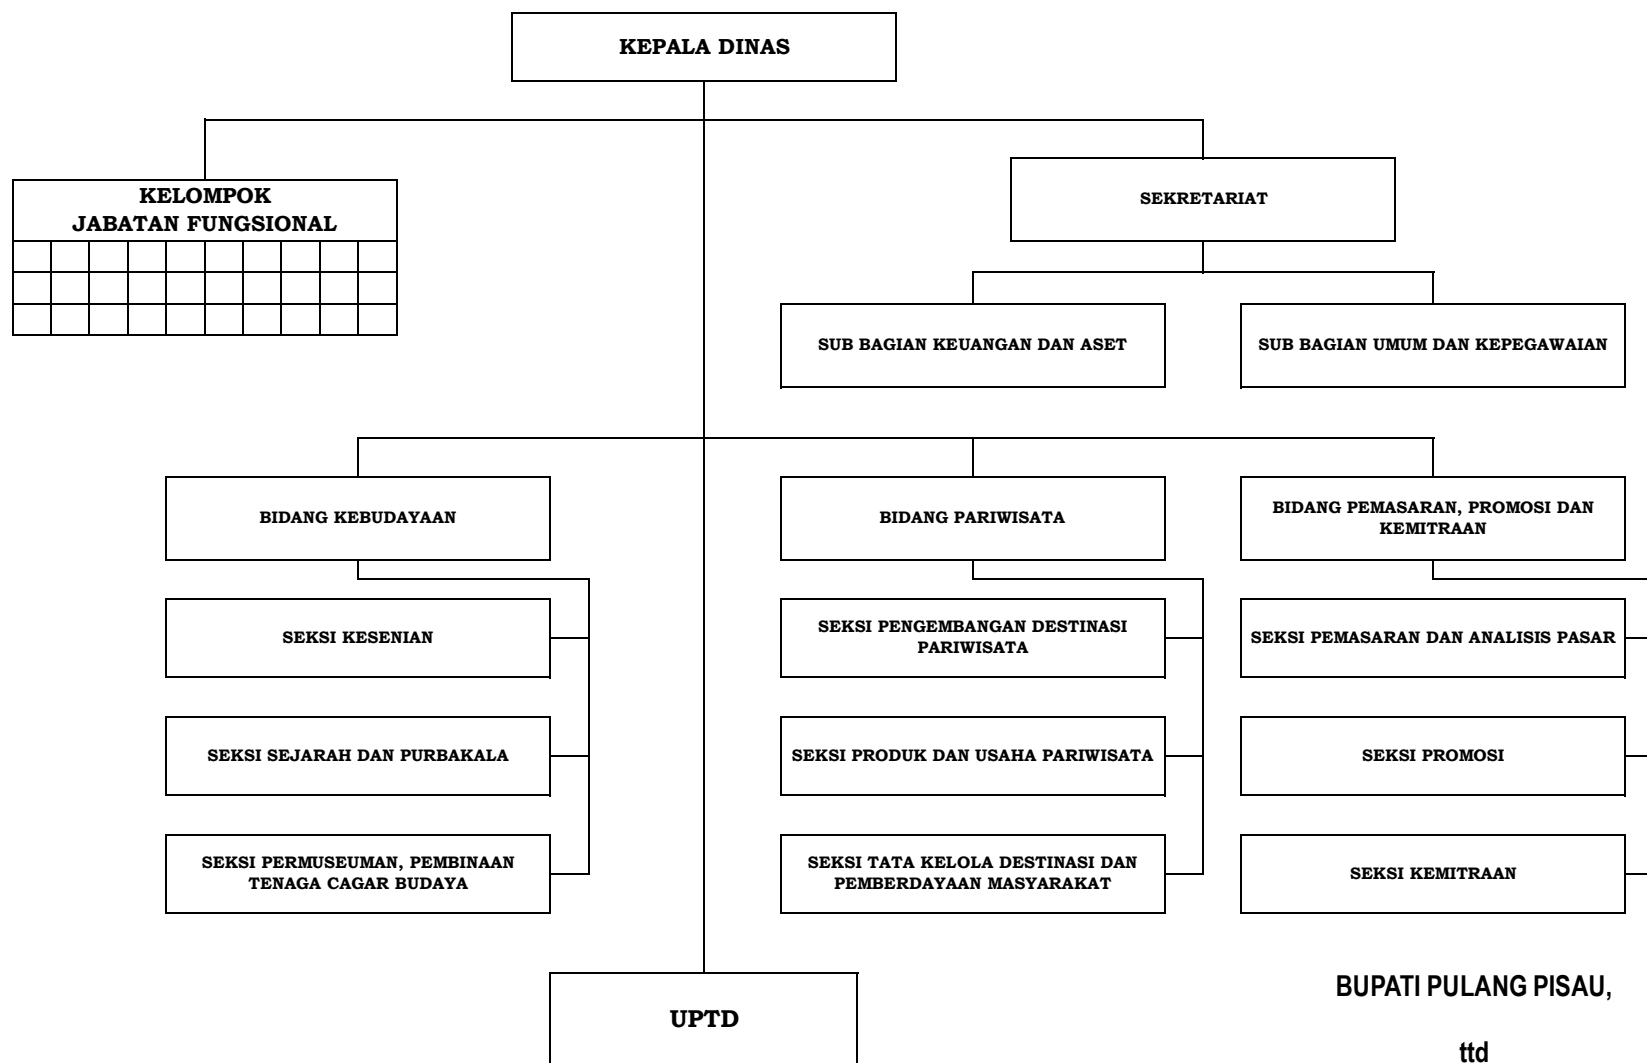 KEPALA DINAS
KELOMPOK
JABATAN FUNGSIONAL
SEKRETARIAT
SUB BAGIAN KEUANGAN DAN ASET
SUB BAGIAN UMUM DAN KEPEGAWAIAN
BIDANG KEBUDAYAAN
BIDANG PARIWISATA
BIDANG PEMASARAN, PROMOSI DAN
KEMITRAAN
SEKSI KESENIAN
SEKSI PENGEMBANGAN DESTINASI
PARIWISATA
SEKSI PEMASARAN DAN ANALISIS PASAR
SEKSI SEJARAH DAN PURBAKALA
SEKSI PRODUK DAN USAHA PARIWISATA
SEKSI PROMOSI
SEKSI PERMUSEUMAN, PEMBINAAN
TENAGA CAGAR BUDAYA
SEKSI TATA KELOLA DESTINASI DAN
PEMBERDAYAAN MASYARAKAT
SEKSI KEMITRAAN
UPTD
BUPATI PULANG PISAU,
ttd